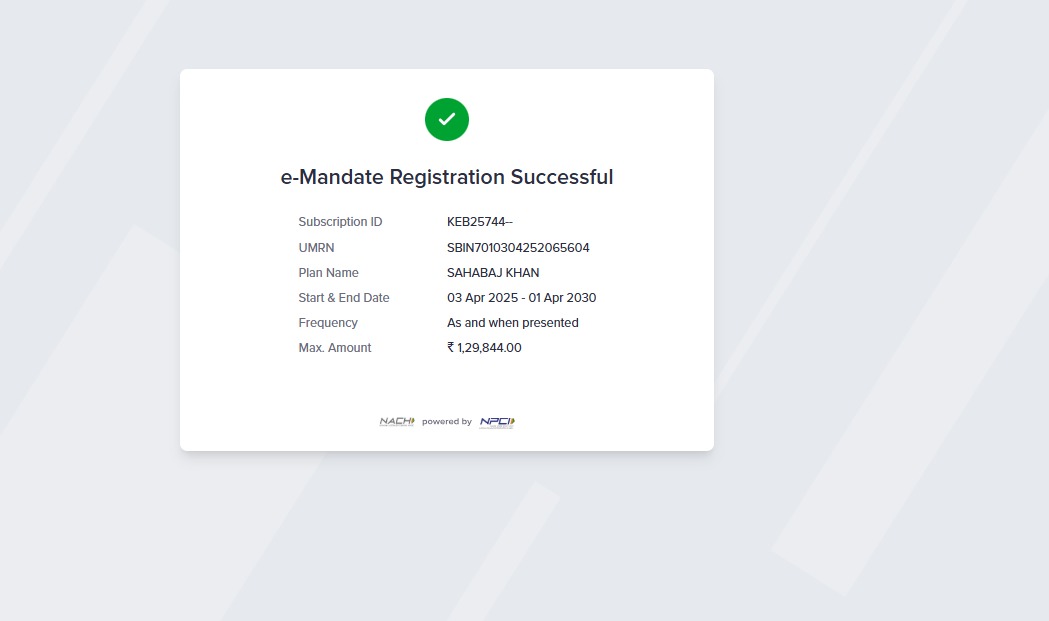 e-Mandate Registration Successful
Subscription ID KEB25744--
UMRN SBIN7010304252065604
Plan Name SAHABAJ KHAN
Start & End Date 03 Apr 2025 - 01 Apr 2030
Frequency As and when presented
Max. Amount ₹ 1,29,844.00
NACH powered by NPCI